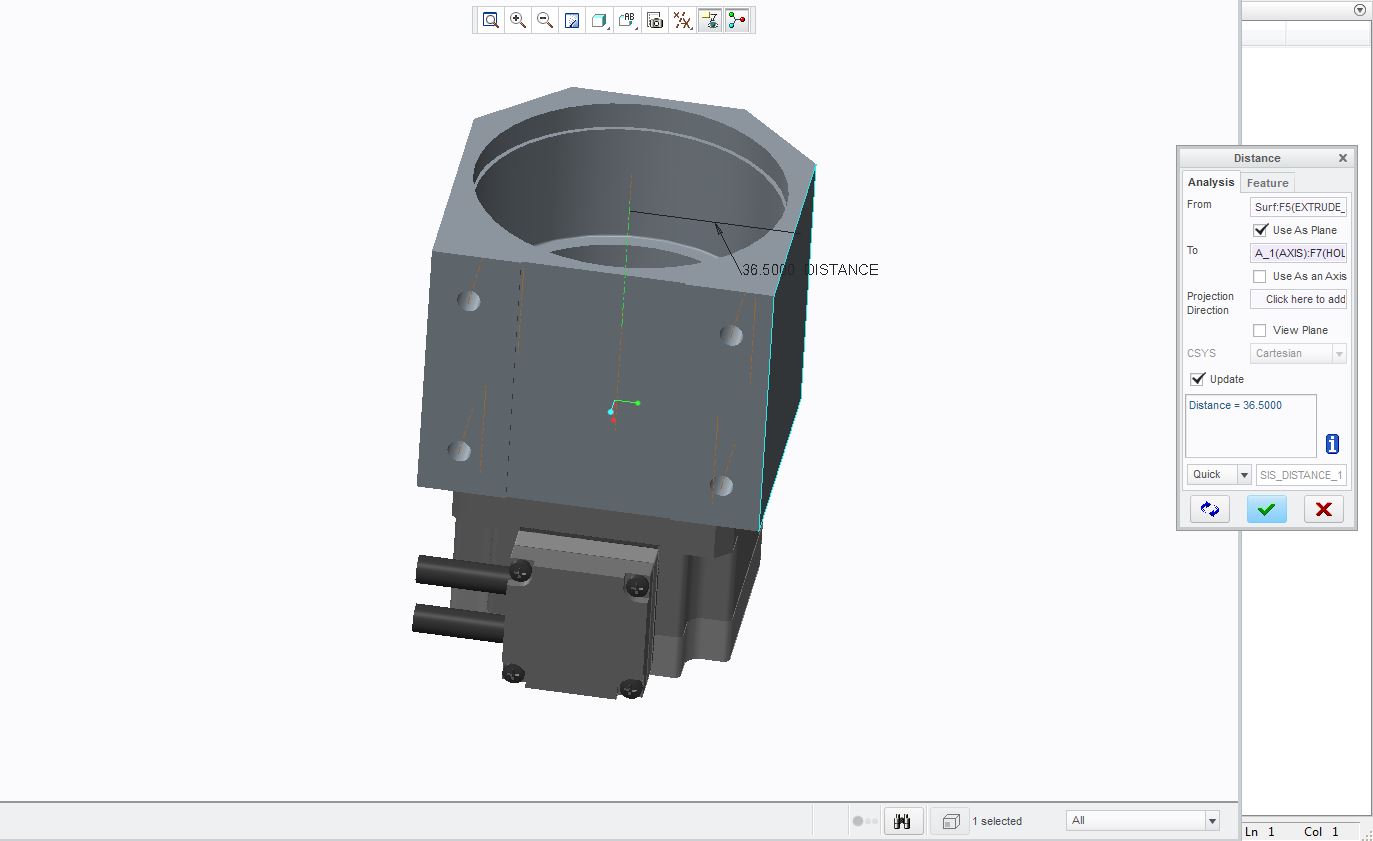 AB
36.5000 DISTANCE
Distance
Analysis
Feature
From
Surf:F5(EXTRUDE_
Use As Plane
To
A_1(AXIS):F7(HOL
Use As an Axis
Projection
Direction
Click here to add
View Plane
CSYS
Cartesian
Update
Distance = 36.5000
Quick
SIS_DISTANCE_1
1 selected
All
Ln 1 Col 1